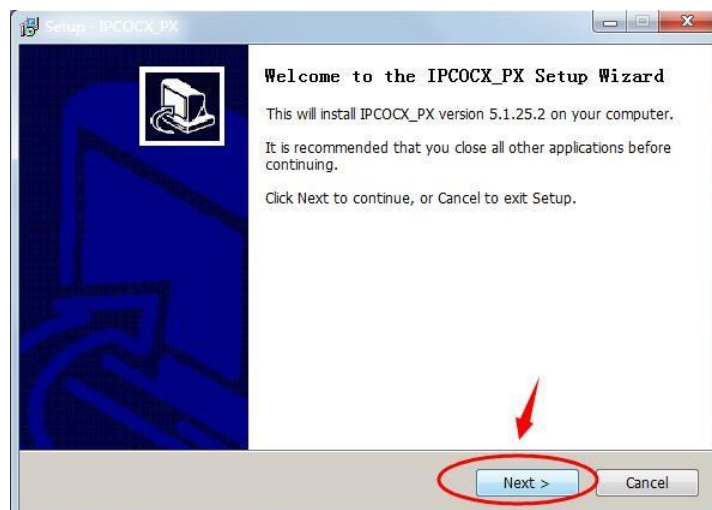 Setup - IPCOCX_PX
Welcome to the IPCOCX_PX Setup Wizard
This will install IPCOCX_PX version 5.1.25.2 on your computer.
It is recommended that you close all other applications before
continuing.
Click Next to continue, or Cancel to exit Setup.
Next >
Cancel